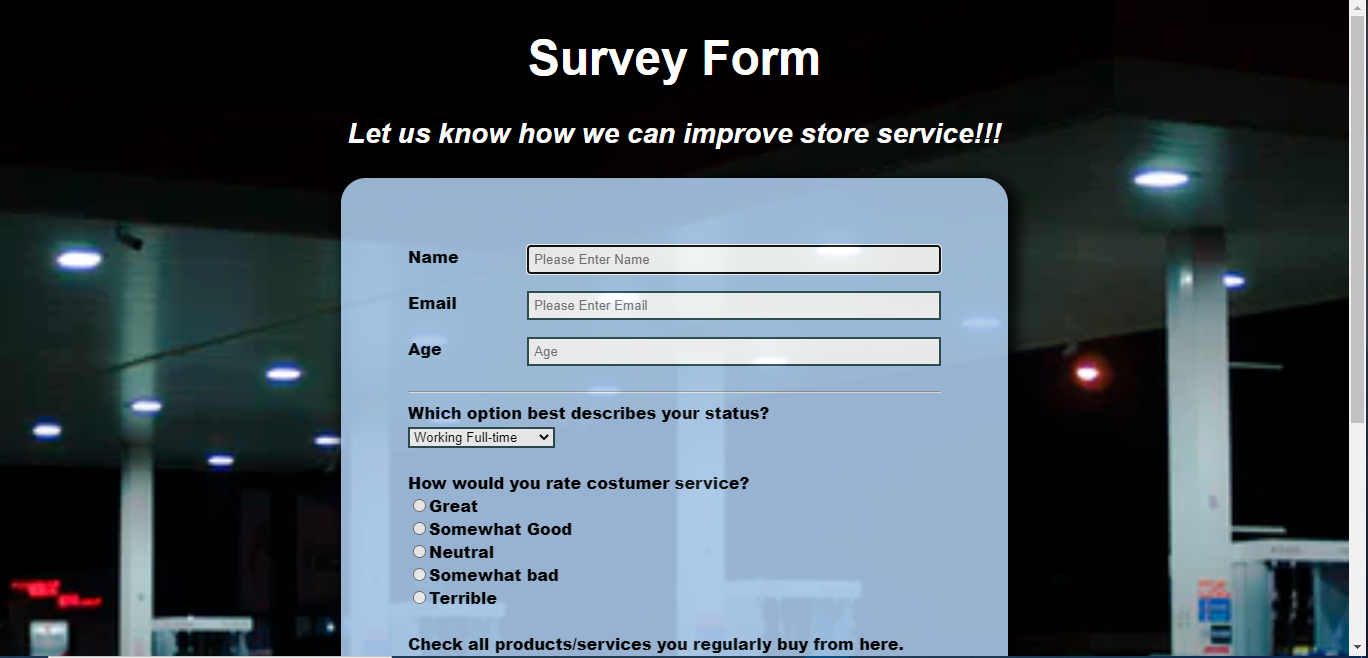 Survey Form
Let us know how we can improve store service!!!
Name Please Enter Name
Email Please Enter Email
Age Age
Which option best describes your status?
Working Full-time
How would you rate costumer service?
Great
Somewhat Good
Neutral
Somewhat bad
Terrible
Check all products/services you regularly buy from here.